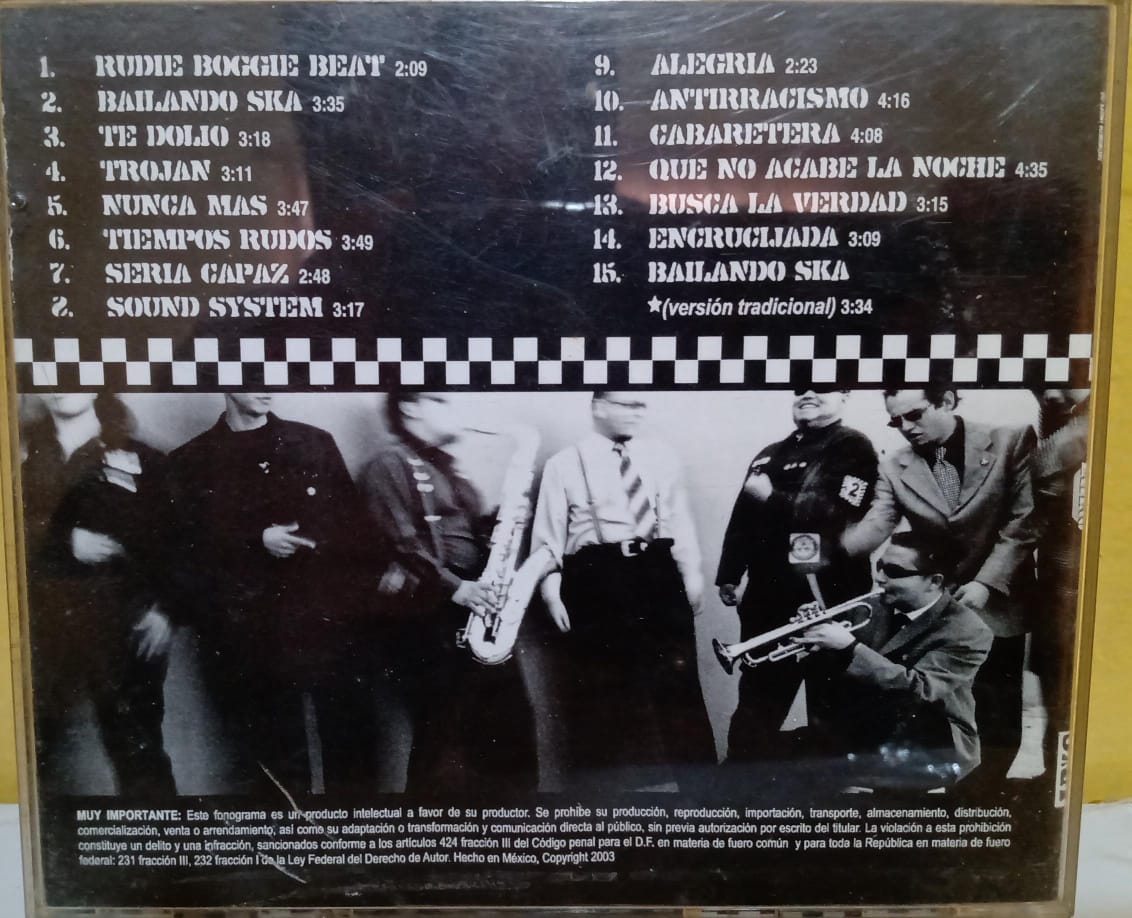 1. RUDIE BOGGIE BEAT 2:09
2. BAILANDO SKA 3:35
3. TE DOLIO 3:18
4. TROJAN 3:11
5. NUNCA MAS 3:47
6. TIEMPOS RUDOS 3:49
7. SERIA CAPAZ 2:48
8. SOUND SYSTEM 3:17
9. ALEGRIA 2:23
10. ANTIRRACISMO 4:16
11. CABARETERA 4:08
12. QUE NO ACABE LA NOCHE 4:35
13. BUSCA LA VERDAD 3:15
14. ENCRUCIJADA 3:09
15. BAILANDO SKA
★(versión tradicional) 3:34
2
MUY IMPORTANTE: Este fonograma es un producto intelectual a favor de su productor. Se prohibe su producción, reproducción, importación, transporte, almacenamiento, distribución,
comercialización, venta o arrendamiento, así como su adaptación o transformación y comunicación directa al público, sin previa autorización por escrito del titular. La violación a esta prohibición
constituye un delito y una infracción, sancionados conforme a los artículos 424 fracción III del Código penal para el D.F. en materia de fuero común y para toda la República en materia de fuero
federal: 231 fracción III, 232 fracción I de la Ley Federal del Derecho de Autor. Hecho en México, Copyright 2003